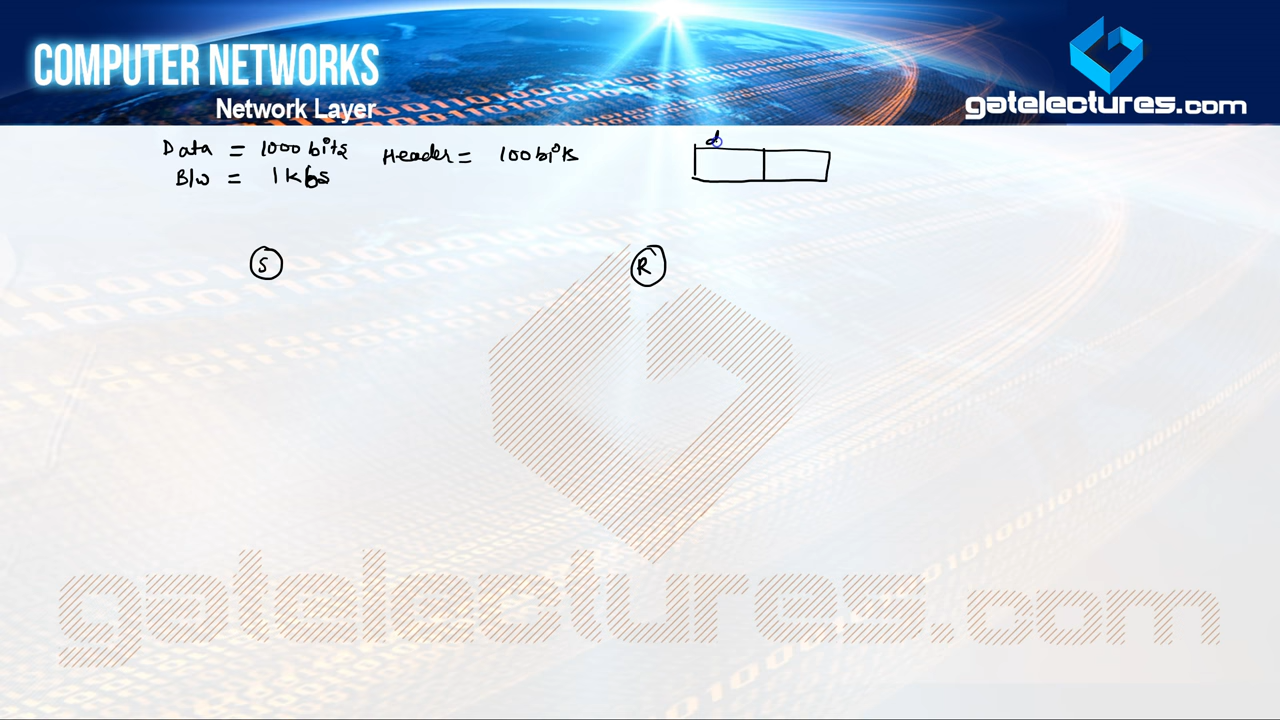 COMPUTER NETWORKS
Network Layer
gatelectures.com
Data = 1000 bits Header = 100 bits
B/w = 1 kbs
d
S R
gatelectures.com